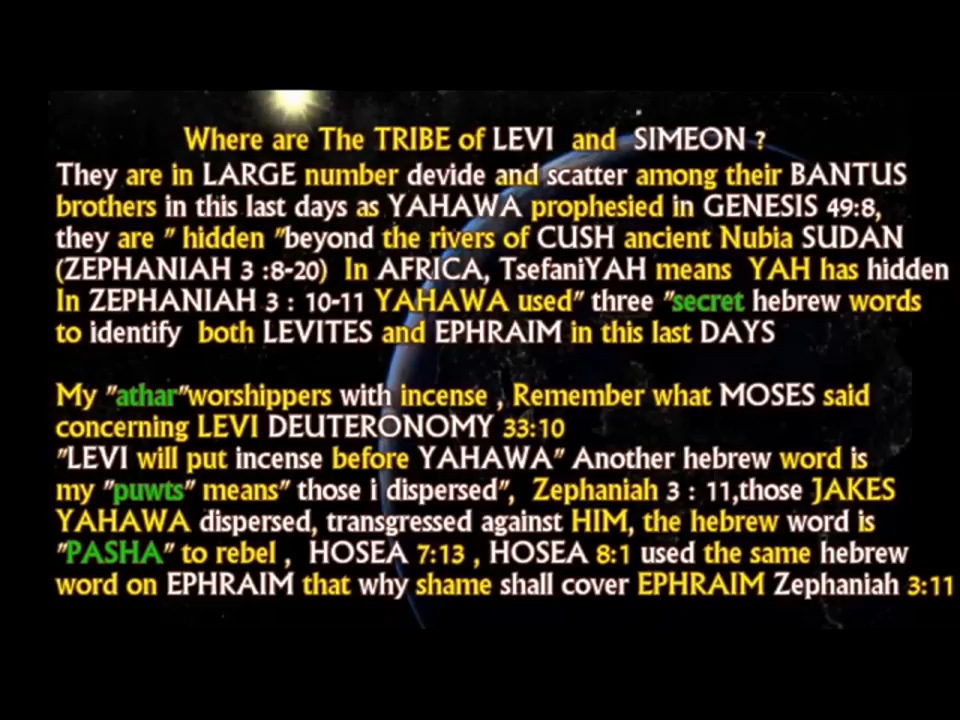 Where are The TRIBE of LEVI and SIMEON ?
They are in LARGE number devide and scatter among their BANTUS
brothers in this last days as YAHAWA prophesied in GENESIS 49:8,
they are " hidden "beyond the rivers of CUSH ancient Nubia SUDAN
(ZEPHANIAH 3 :8-20) In AFRICA, TsefaniYAH means YAH has hidden
In ZEPHANIAH 3 : 10-11 YAHAWA used" three "secret hebrew words
to identify both LEVITES and EPHRAIM in this last DAYS
My "athar"worshippers with incense , Remember what MOSES said
concerning LEVI DEUTERONOMY 33:10
"LEVI will put incense before YAHAWA" Another hebrew word is
my "puwts" means" those i dispersed", Zephaniah 3 : 11,those JAKES
YAHAWA dispersed, transgressed against HIM, the hebrew word is
"PASHA" to rebel , HOSEA 7:13 , HOSEA 8:1 used the same hebrew
word on EPHRAIM that why shame shall cover EPHRAIM Zephaniah 3:11